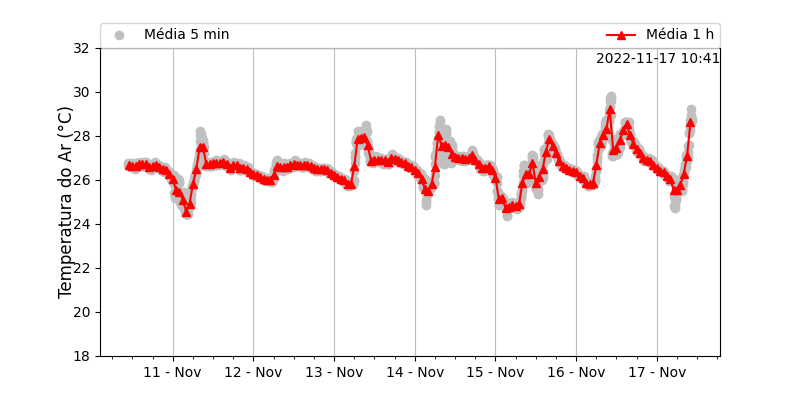 Média 5 min
Média 1 h
2022-11-17 10:41
Temperatura do Ar (°C)
32
30
28
26
24
22
20
18
11 - Nov
12 - Nov
13 - Nov
14 - Nov
15 - Nov
16 - Nov
17 - Nov